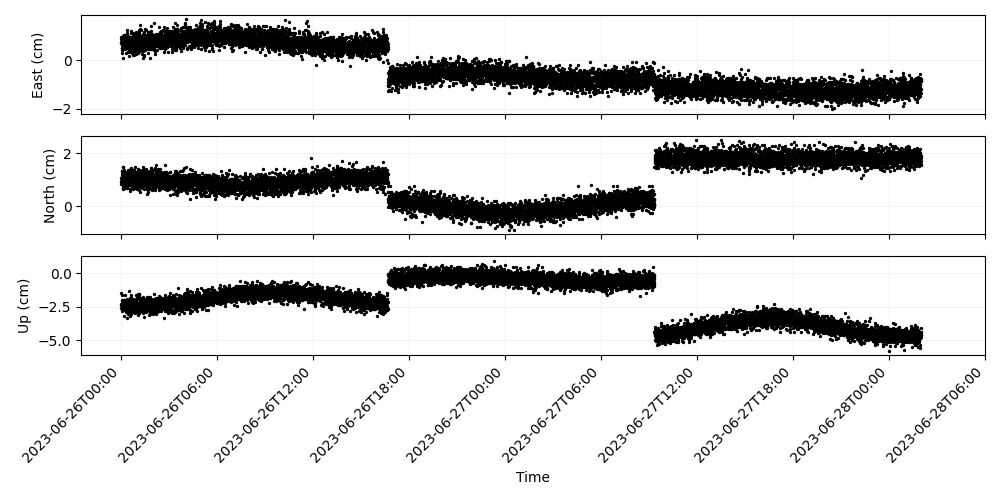 East (cm)
0
−2
North (cm)
2
0
Up (cm)
0.0
−2.5
−5.0
2023-06-26T00:00
2023-06-26T06:00
2023-06-26T12:00
2023-06-26T18:00
2023-06-27T00:00
2023-06-27T06:00
2023-06-27T12:00
2023-06-27T18:00
2023-06-28T00:00
2023-06-28T06:00
Time